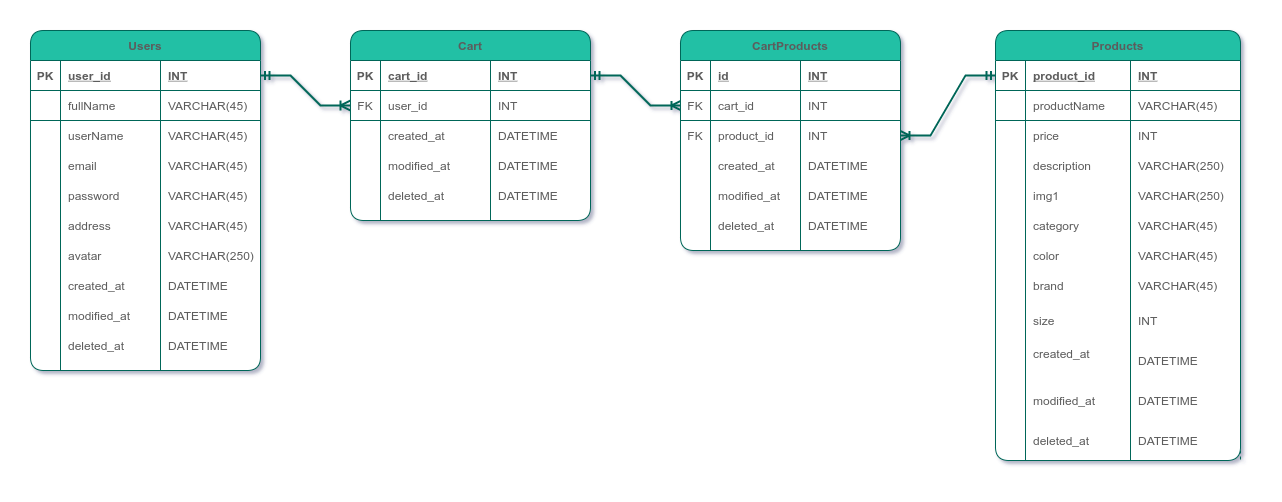 Users
PK user_id INT
fullName VARCHAR(45)
userName VARCHAR(45)
email VARCHAR(45)
password VARCHAR(45)
address VARCHAR(45)
avatar VARCHAR(250)
created_at DATETIME
modified_at DATETIME
deleted_at DATETIME
Cart
PK cart_id INT
FK user_id INT
created_at DATETIME
modified_at DATETIME
deleted_at DATETIME
CartProducts
PK id INT
FK cart_id INT
FK product_id INT
created_at DATETIME
modified_at DATETIME
deleted_at DATETIME
Products
PK product_id INT
productName VARCHAR(45)
price INT
description VARCHAR(250)
img1 VARCHAR(250)
category VARCHAR(45)
color VARCHAR(45)
brand VARCHAR(45)
size INT
created_at DATETIME
modified_at DATETIME
deleted_at DATETIME